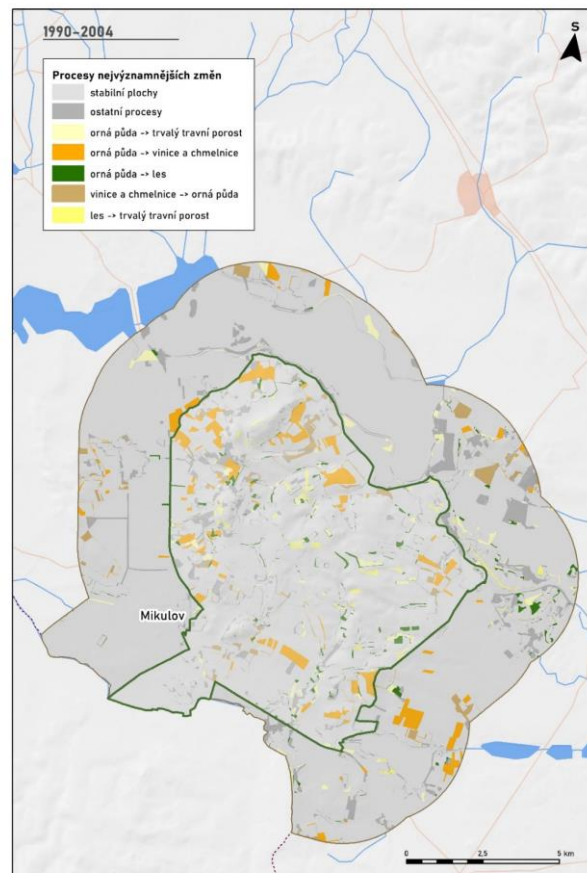 1990–2004
S
Procesy nejvýznamnějších změn
stabilní plochy
ostatní procesy
orná půda -> trvalý travní porost
orná půda -> vinice a chmelnice
orná půda -> les
vinice a chmelnice -> orná půda
les -> trvalý travní porost
Mikulov
0 2,5 5 km